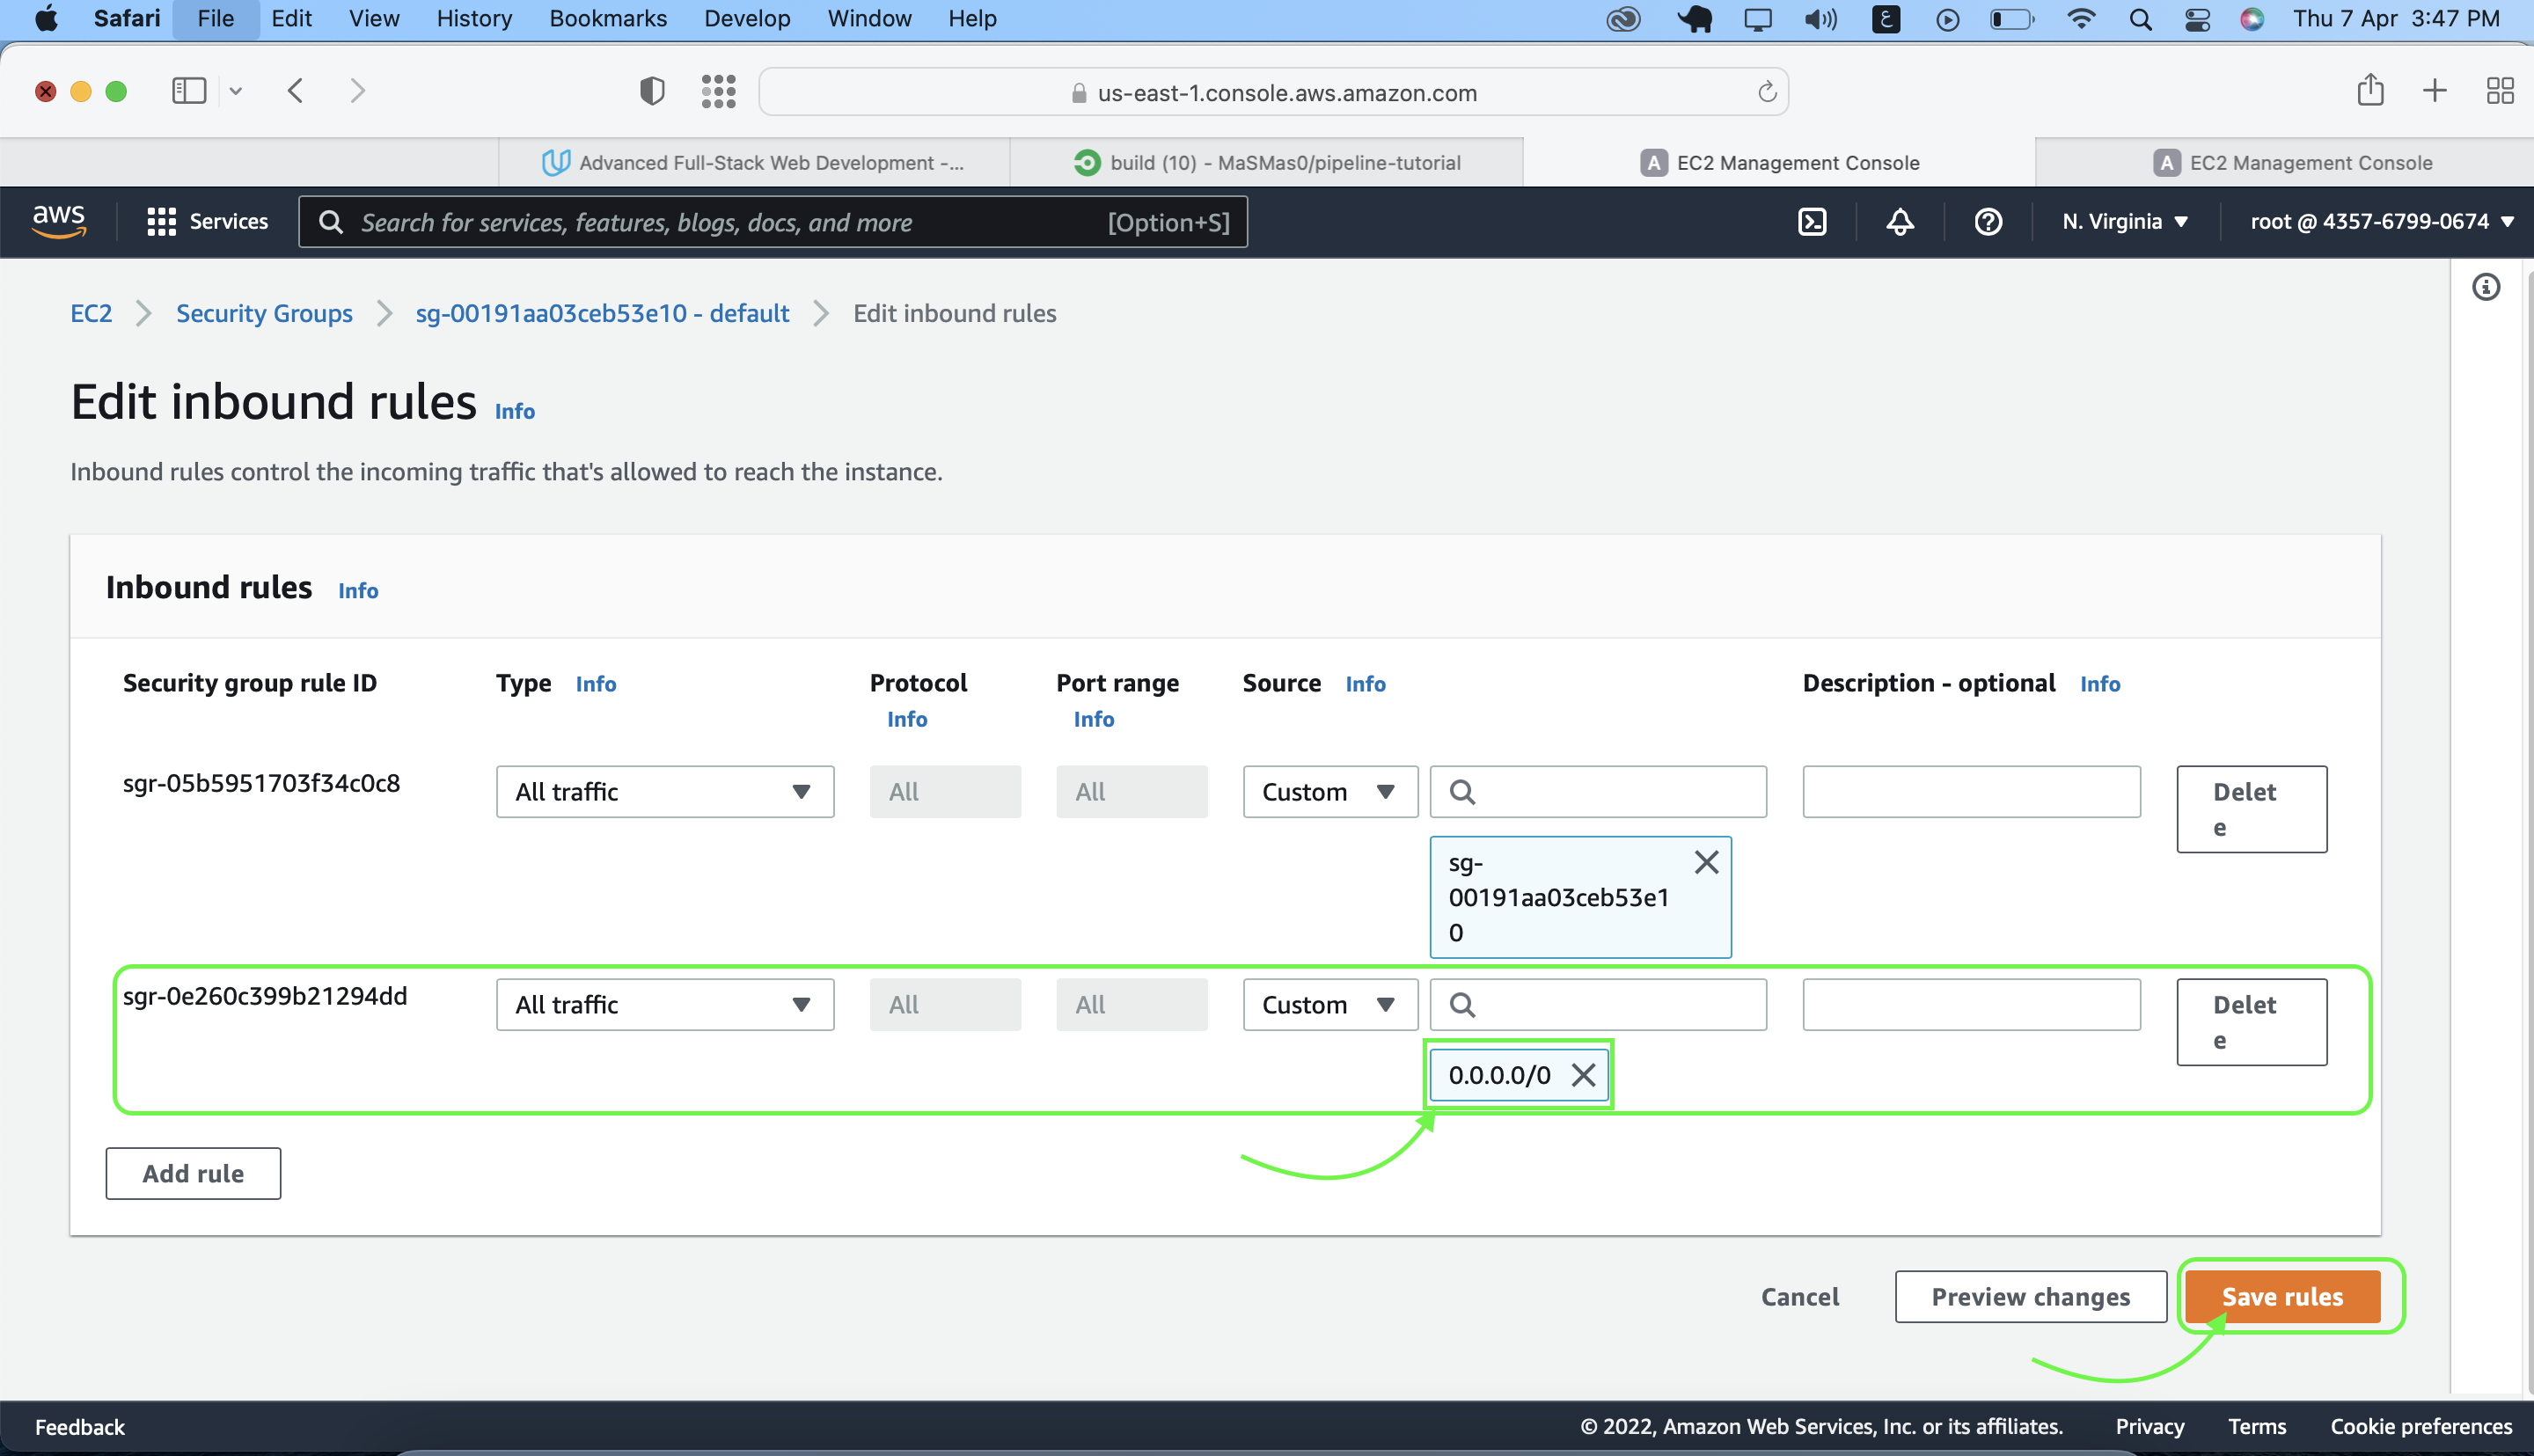 Safari File Edit View History Bookmarks Develop Window Help ع Thu 7 Apr 3:47 PM
us-east-1.console.aws.amazon.com
Advanced Full-Stack Web Development -... build (10) - MaSMas0/pipeline-tutorial A EC2 Management Console A EC2 Management Console
aws Services Search for services, features, blogs, docs, and more [Option+S] N. Virginia root @ 4357-6799-0674
EC2 Security Groups sg-00191aa03ceb53e10 - default Edit inbound rules
Edit inbound rules Info
Inbound rules control the incoming traffic that's allowed to reach the instance.
Inbound rules Info
Security group rule ID Type Info Protocol Port range Source Info Description - optional Info
Info Info
sgr-05b5951703f34c0c8 All traffic All All Custom Delet
e
sg-
00191aa03ceb53e1
0
sgr-0e260c399b21294dd All traffic All All Custom Delet
e
0.0.0.0/0
Add rule
Cancel Preview changes Save rules
Feedback © 2022, Amazon Web Services, Inc. or its affiliates. Privacy Terms Cookie preferences